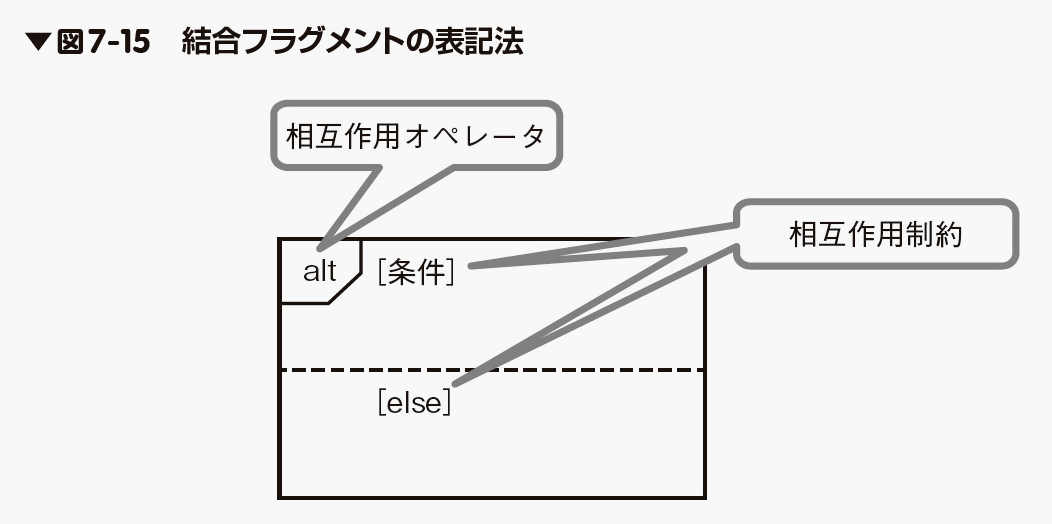 ▼図7-15　結合フラグメントの表記法
相互作用オペレータ
相互作用制約
alt [条件]
[else]